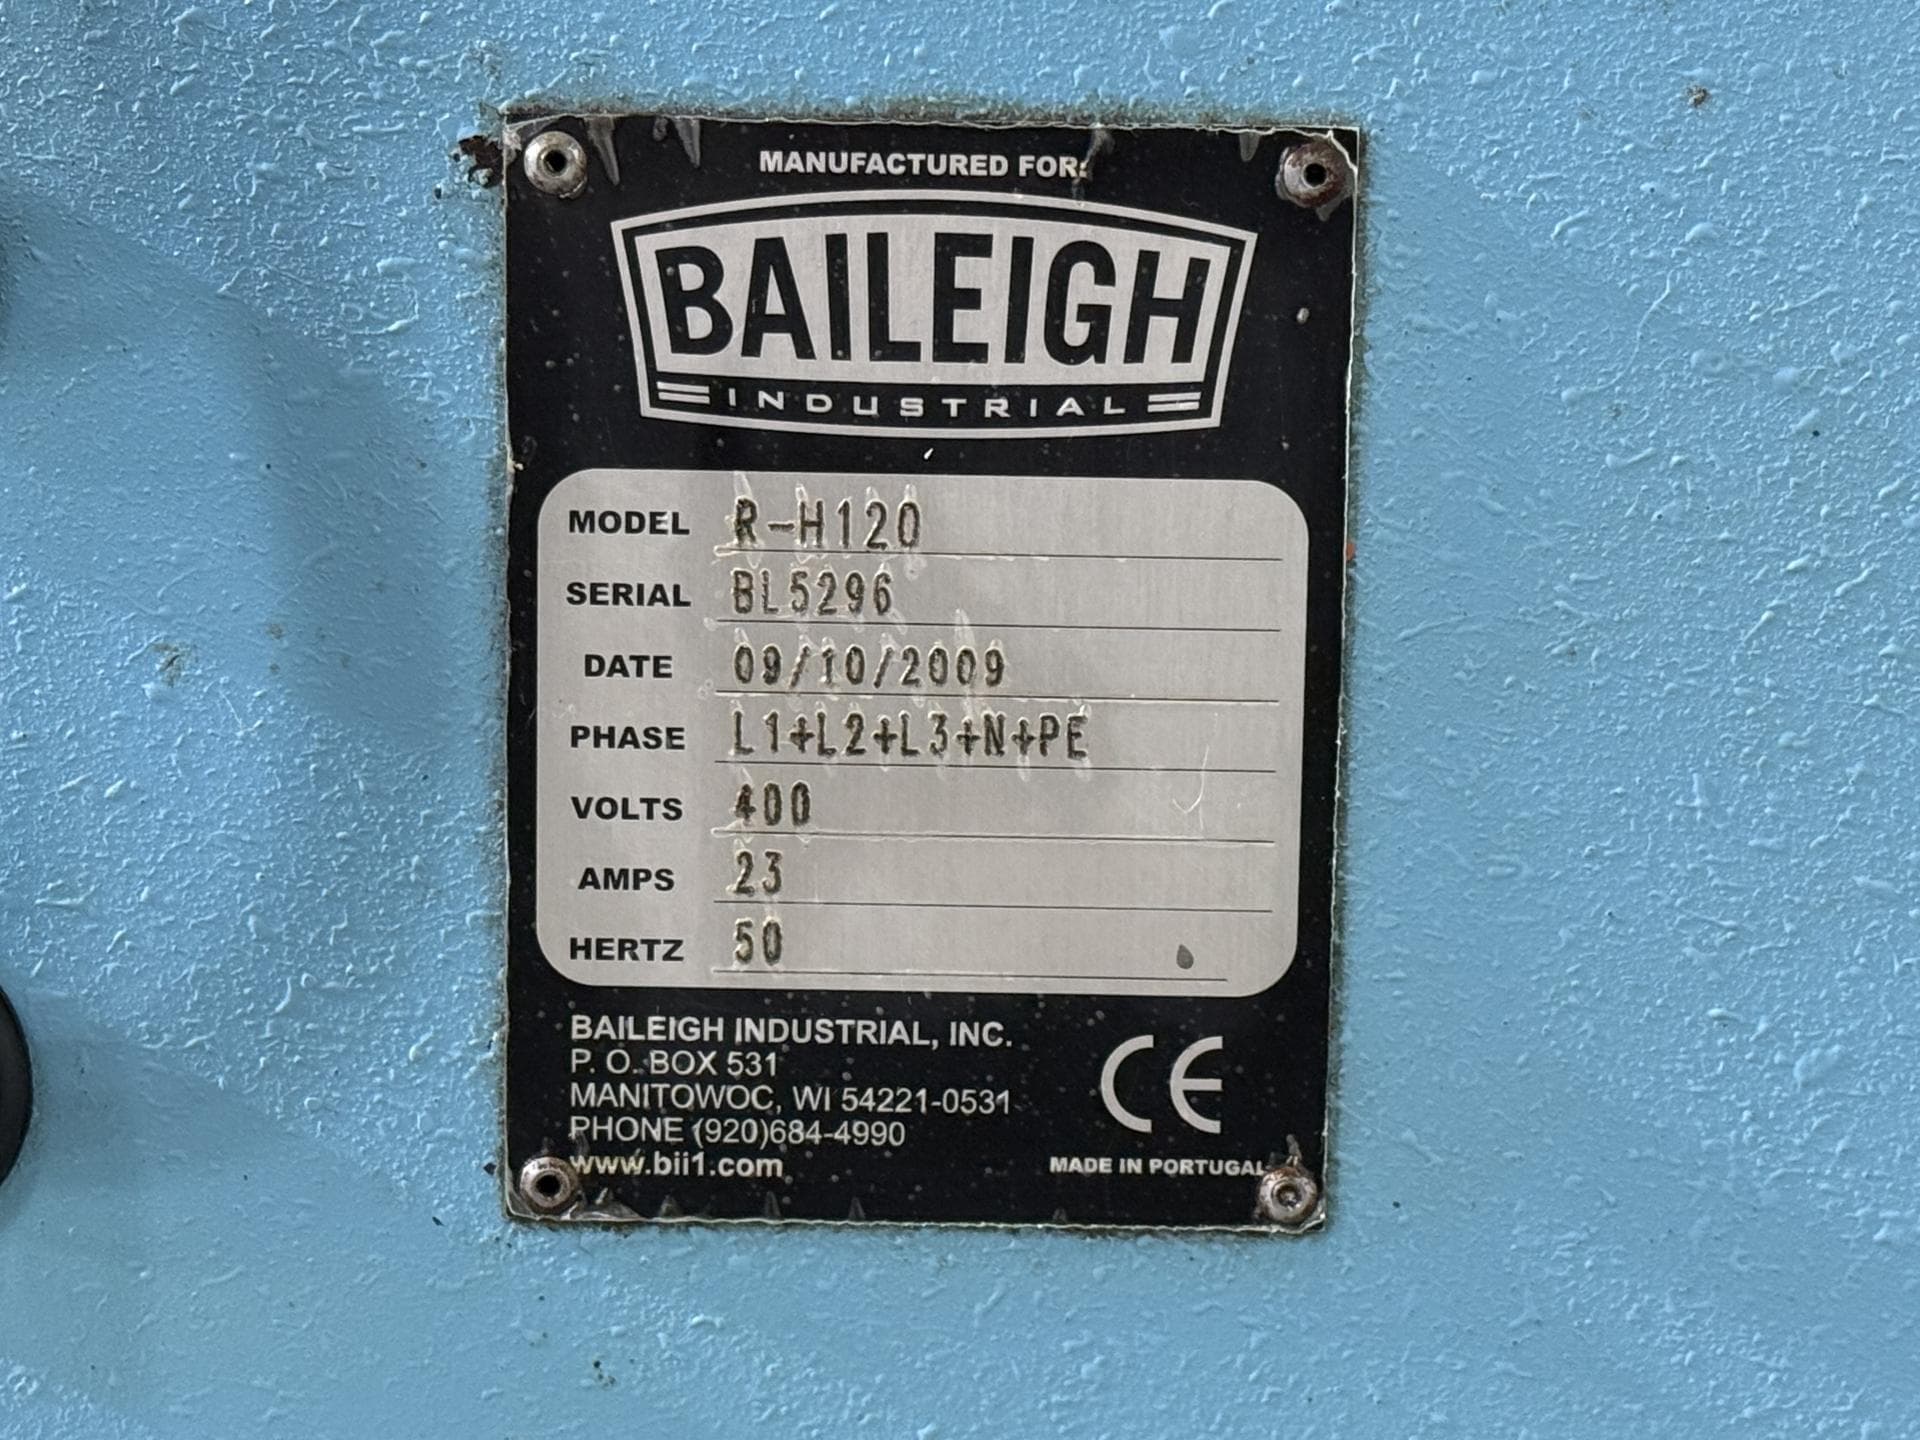 MANUFACTURED FOR:
BAILEIGH
INDUSTRIAL
MODEL R-H120
SERIAL BL5296
DATE 09/10/2009
PHASE L1+L2+L3+N+PE
VOLTS 400
AMPS 23
HERTZ 50
BAILEIGH INDUSTRIAL, INC.
P. O. BOX 531
MANITOWOC, WI 54221-0531
PHONE (920)684-4990
www.bii1.com
CE
MADE IN PORTUGAL